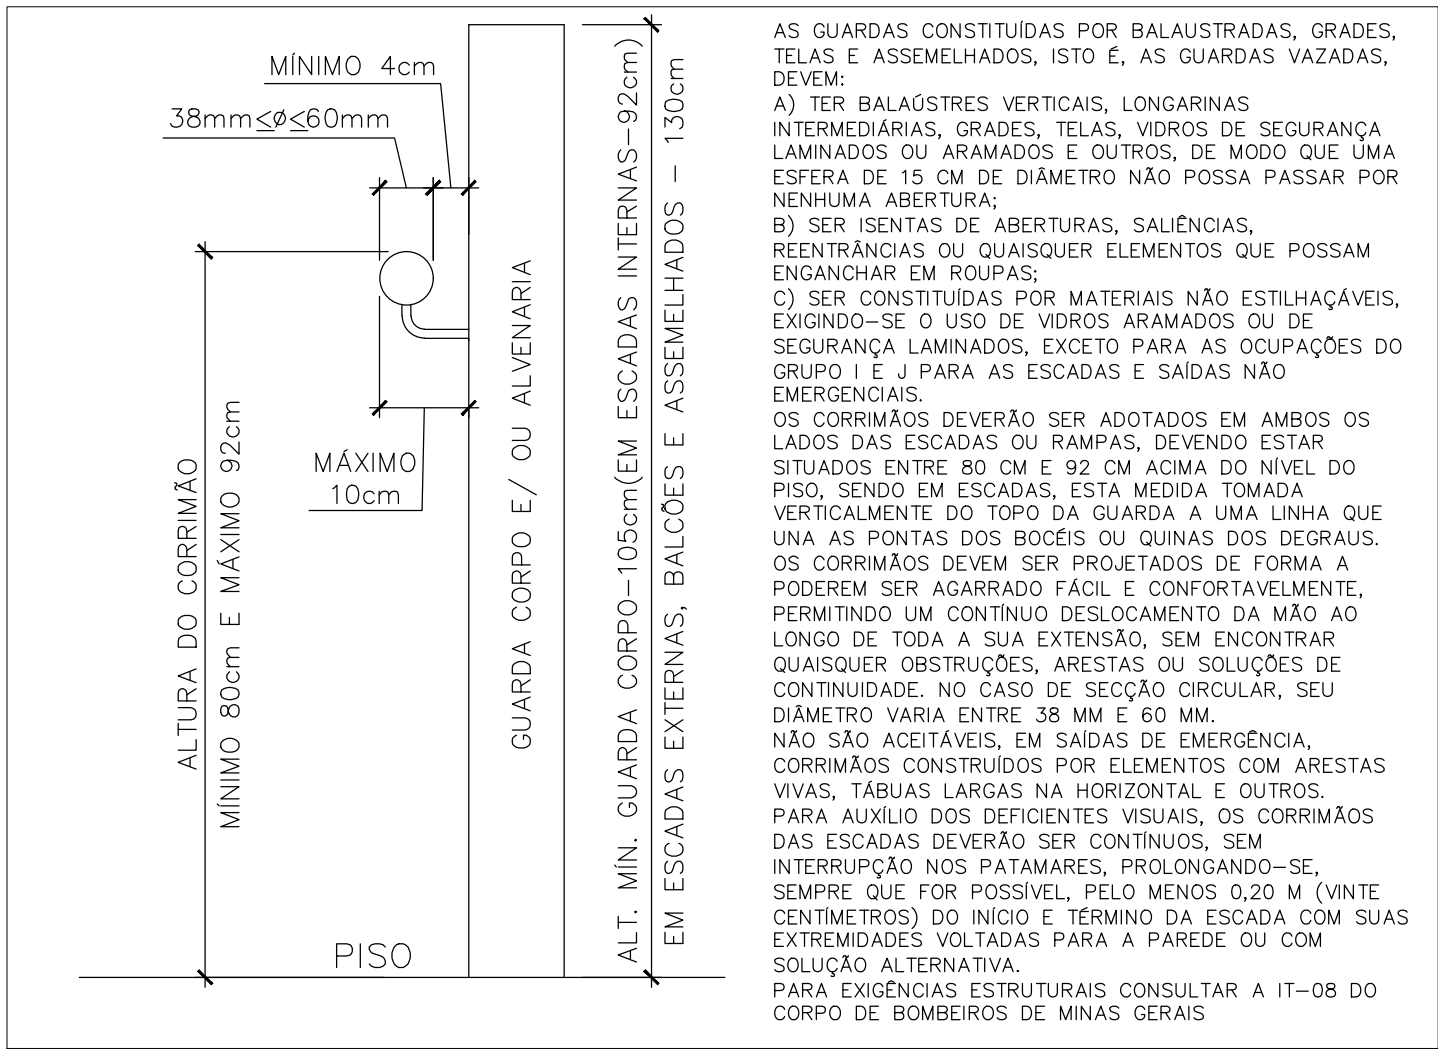 MÍNIMO 4cm
38mm≤ø≤60mm
MÁXIMO
10cm
ALTURA DO CORRIMÃO
MÍNIMO 80cm E MÁXIMO 92cm
PISO
GUARDA CORPO E/ OU ALVENARIA
ALT. MÍN. GUARDA CORPO-105cm(EM ESCADAS INTERNAS-92cm)
EM ESCADAS EXTERNAS, BALCÕES E ASSEMELHADOS - 130cm
AS GUARDAS CONSTITUÍDAS POR BALAUSTRADAS, GRADES,
TELAS E ASSEMELHADOS, ISTO É, AS GUARDAS VAZADAS,
DEVEM:
A) TER BALAÚSTRES VERTICAIS, LONGARINAS
INTERMEDIÁRIAS, GRADES, TELAS, VIDROS DE SEGURANÇA
LAMINADOS OU ARAMADOS E OUTROS, DE MODO QUE UMA
ESFERA DE 15 CM DE DIÂMETRO NÃO POSSA PASSAR POR
NENHUMA ABERTURA;
B) SER ISENTAS DE ABERTURAS, SALIÊNCIAS,
REENTRÂNCIAS OU QUAISQUER ELEMENTOS QUE POSSAM
ENGANCHAR EM ROUPAS;
C) SER CONSTITUÍDAS POR MATERIAIS NÃO ESTILHAÇÁVEIS,
EXIGINDO-SE O USO DE VIDROS ARAMADOS OU DE
SEGURANÇA LAMINADOS, EXCETO PARA AS OCUPAÇÕES DO
GRUPO I E J PARA AS ESCADAS E SAÍDAS NÃO
EMERGENCIAIS.
OS CORRIMÃOS DEVERÃO SER ADOTADOS EM AMBOS OS
LADOS DAS ESCADAS OU RAMPAS, DEVENDO ESTAR
SITUADOS ENTRE 80 CM E 92 CM ACIMA DO NÍVEL DO
PISO, SENDO EM ESCADAS, ESTA MEDIDA TOMADA
VERTICALMENTE DO TOPO DA GUARDA A UMA LINHA QUE
UNA AS PONTAS DOS BOCÉIS OU QUINAS DOS DEGRAUS.
OS CORRIMÃOS DEVEM SER PROJETADOS DE FORMA A
PODEREM SER AGARRADO FÁCIL E CONFORTAVELMENTE,
PERMITINDO UM CONTÍNUO DESLOCAMENTO DA MÃO AO
LONGO DE TODA A SUA EXTENSÃO, SEM ENCONTRAR
QUAISQUER OBSTRUÇÕES, ARESTAS OU SOLUÇÕES DE
CONTINUIDADE. NO CASO DE SECÇÃO CIRCULAR, SEU
DIÂMETRO VARIA ENTRE 38 MM E 60 MM.
NÃO SÃO ACEITÁVEIS, EM SAÍDAS DE EMERGÊNCIA,
CORRIMÃOS CONSTRUÍDOS POR ELEMENTOS COM ARESTAS
VIVAS, TÁBUAS LARGAS NA HORIZONTAL E OUTROS.
PARA AUXÍLIO DOS DEFICIENTES VISUAIS, OS CORRIMÃOS
DAS ESCADAS DEVERÃO SER CONTÍNUOS, SEM
INTERRUPÇÃO NOS PATAMARES, PROLONGANDO-SE,
SEMPRE QUE FOR POSSÍVEL, PELO MENOS 0,20 M (VINTE
CENTÍMETROS) DO INÍCIO E TÉRMINO DA ESCADA COM SUAS
EXTREMIDADES VOLTADAS PARA A PAREDE OU COM
SOLUÇÃO ALTERNATIVA.
PARA EXIGÊNCIAS ESTRUTURAIS CONSULTAR A IT-08 DO
CORPO DE BOMBEIROS DE MINAS GERAIS